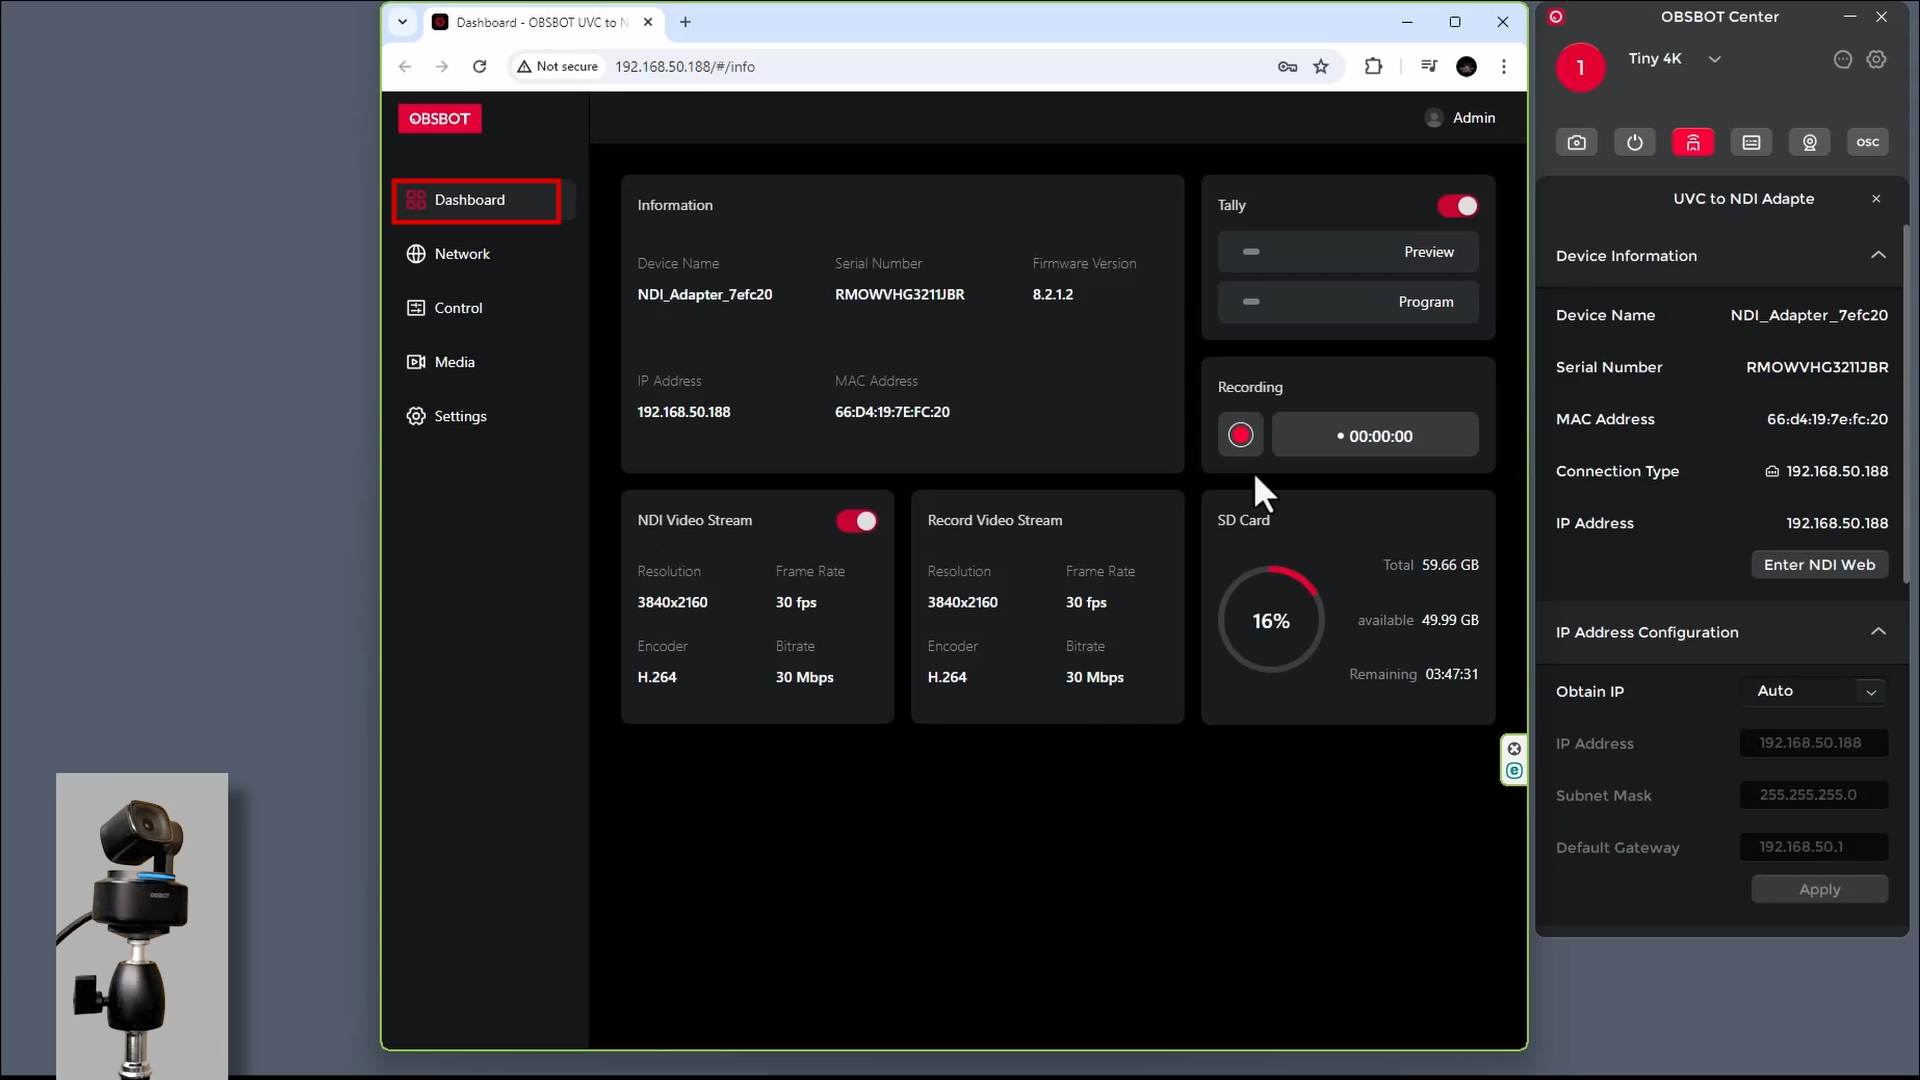 Dashboard - OBSBOT UVC to N
Not secure
192.168.50.188/#/info
OBSBOT
Admin
Dashboard
Network
Control
Media
Settings
Information
Device Name
Serial Number
Firmware Version
NDI_Adapter_7efc20
RMOWVHG3211JBR
8.2.1.2
IP Address
MAC Address
192.168.50.188
66:D4:19:7E:FC:20
Tally
Preview
Program
Recording
• 00:00:00
NDI Video Stream
Resolution
Frame Rate
3840x2160
30 fps
Encoder
Bitrate
H.264
30 Mbps
Record Video Stream
Resolution
Frame Rate
3840x2160
30 fps
Encoder
Bitrate
H.264
30 Mbps
SD Card
16%
Total 59.66 GB
available 49.99 GB
Remaining 03:47:31
OBSBOT Center
1
Tiny 4K
OSC
UVC to NDI Adapte
Device Information
Device Name NDI_Adapter_7efc20
Serial Number RMOWVHG3211JBR
MAC Address 66:d4:19:7e:fc:20
Connection Type 192.168.50.188
IP Address 192.168.50.188
Enter NDI Web
IP Address Configuration
Obtain IP Auto
IP Address 192.168.50.188
Subnet Mask 255.255.255.0
Default Gateway 192.168.50.1
Apply
OBSBOT